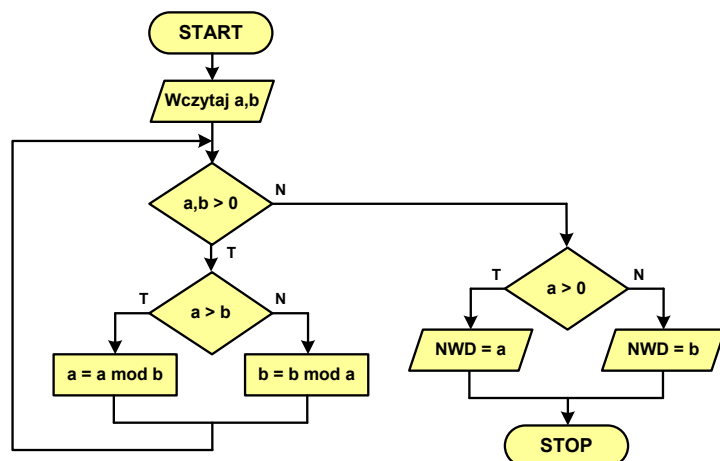 START
Wczytaj a,b
a,b > 0
N
T
a > b
T
N
a = a mod b
b = b mod a
a > 0
T
N
NWD = a
NWD = b
STOP